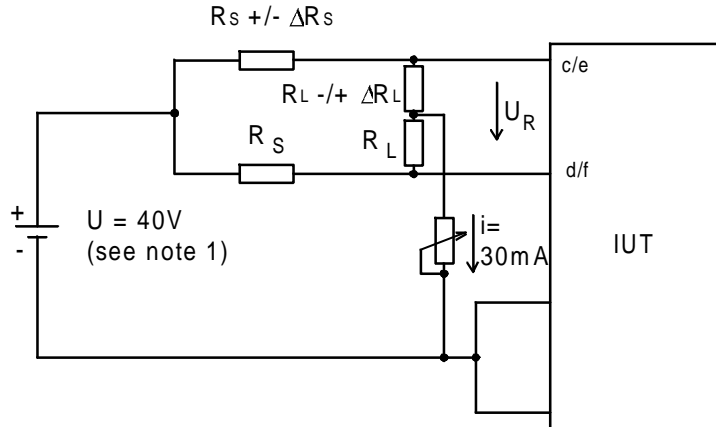 RS +/- ΔRS
c/e
RL -/+ ΔRL
UR
RS
RL
d/f
+
-
U = 40V
(see note 1)
i=
30mA
IUT